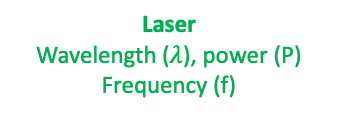 Laser
Wavelength (λ), power (P)
Frequency (f)